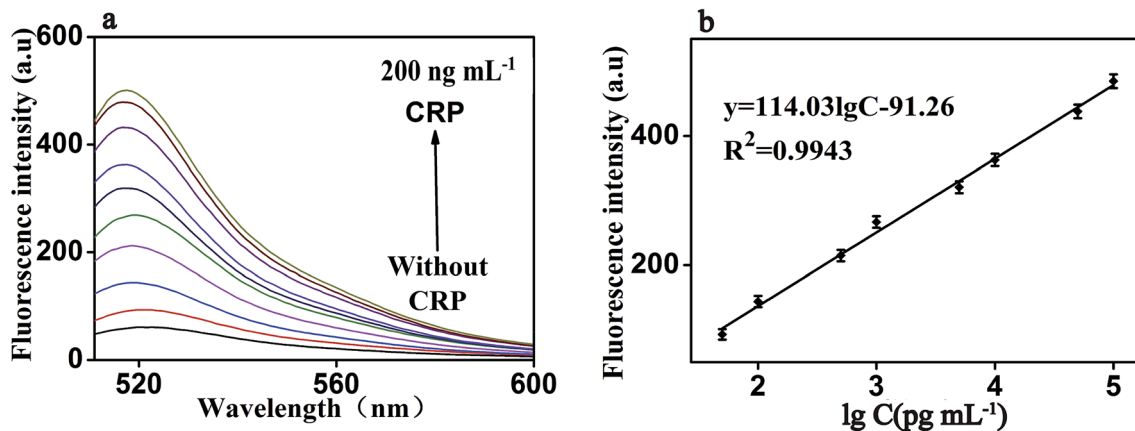 a
600
400
200
0
Fluorescence intensity (a.u)
200 ng mL⁻¹
CRP
Without
CRP
520
560
600
Wavelength（nm）
b
400
200
Fluorescence intensity (a.u)
y=114.03lgC-91.26
R²=0.9943
2
3
4
5
lg C(pg mL⁻¹)